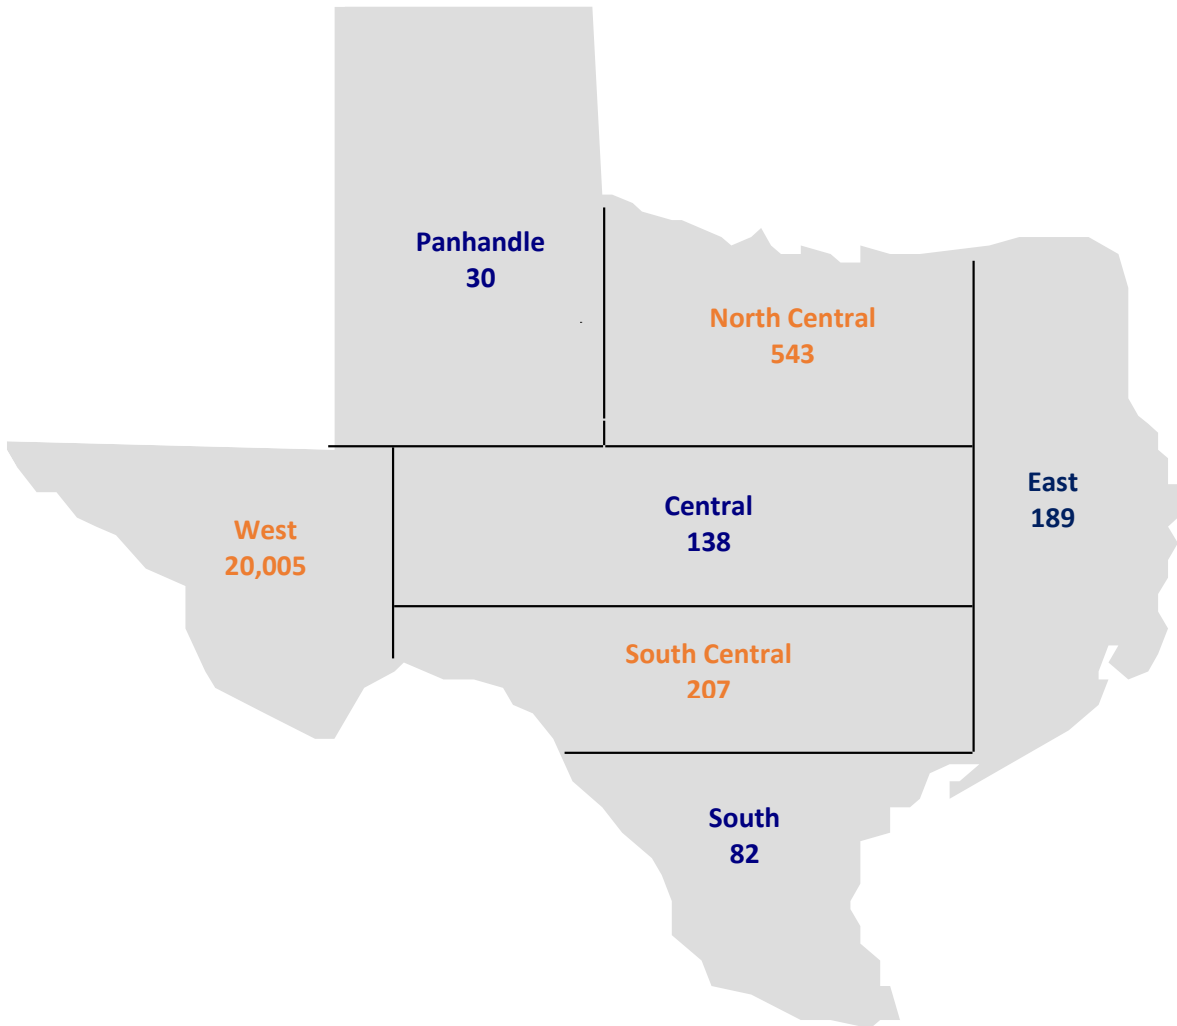 Panhandle
30
North Central
543
East
189
Central
138
West
20,005
South Central
207
South
82